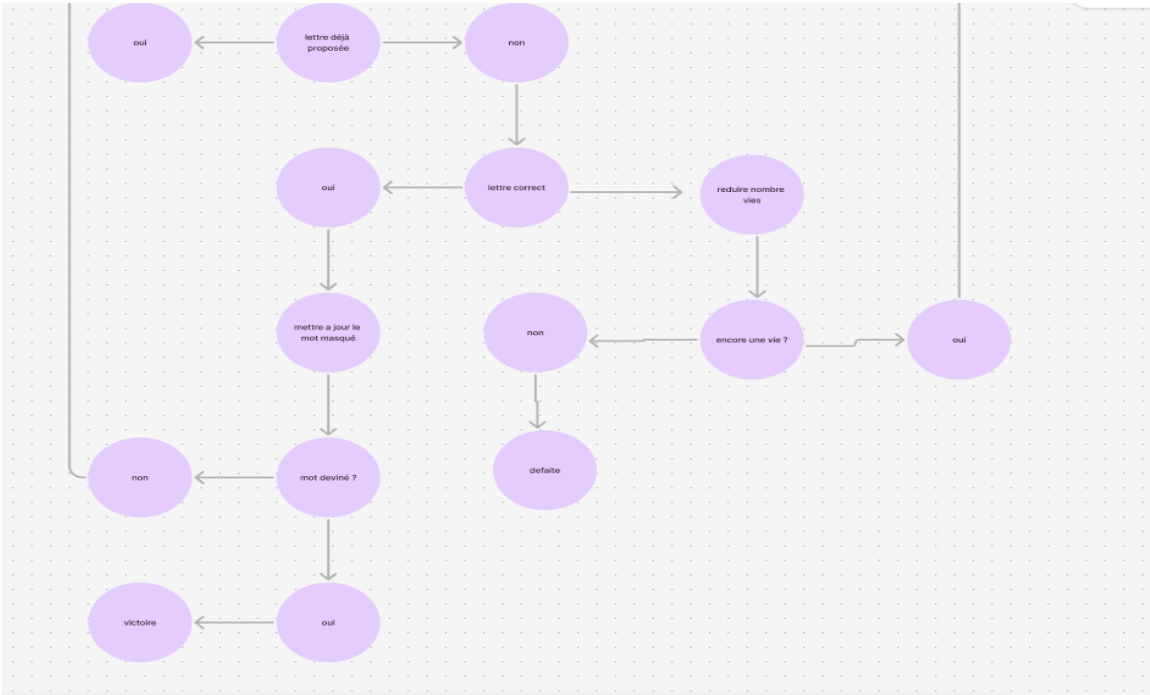 oui
lettre déjà
proposée
non
oui
lettre correct
reduire nombre
vies
mettre a jour le
mot masqué
non
encore une vie ?
oui
non
mot deviné ?
defaite
victoire
oui